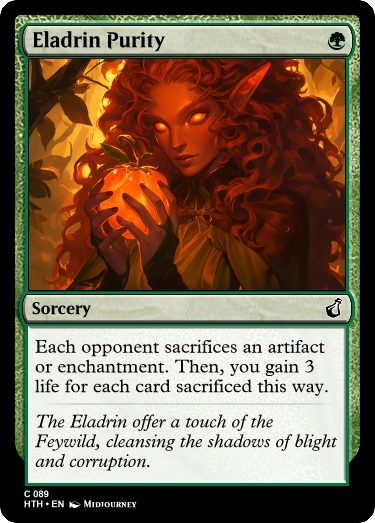 Eladrin Purity
Sorcery
Each opponent sacrifices an artifact
or enchantment. Then, you gain 3
life for each card sacrificed this way.
The Eladrin offer a touch of the
Feywild, cleansing the shadows of blight
and corruption.
C 089
HTH • EN Midjourney